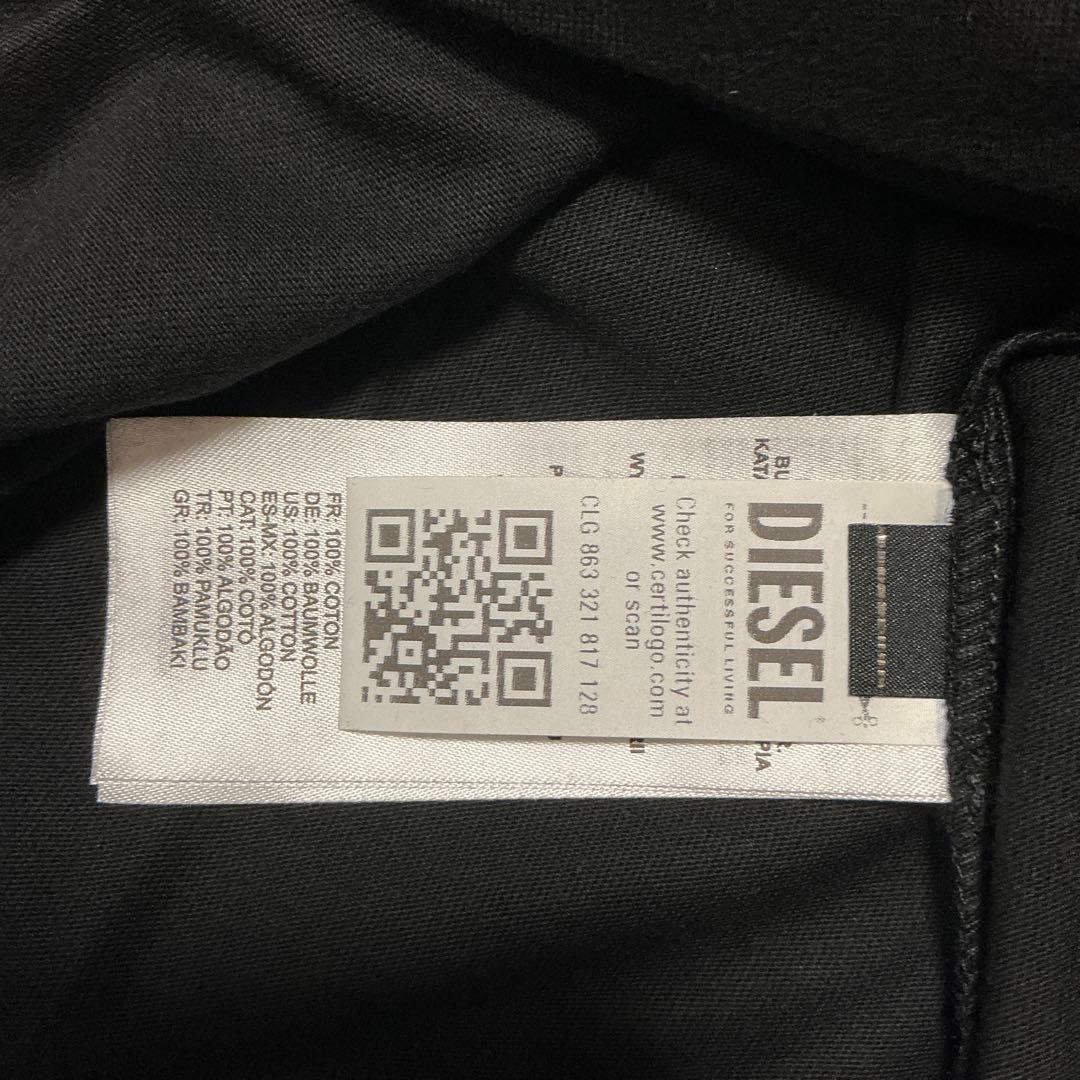 DIESEL
FOR SUCCESSFUL LIVING
Check authenticity at
www.certilogo.com
or scan
CLG 863 321 817 128
FR: 100% COTON
DE: 100% BAUMWOLLE
US: 100% COTTON
ES-MX: 100% ALGODÓN
CAT: 100% COTÓ
PT: 100% ALGODÃO
TR: 100% PAMUKLU
GR: 100% BAMBAKI